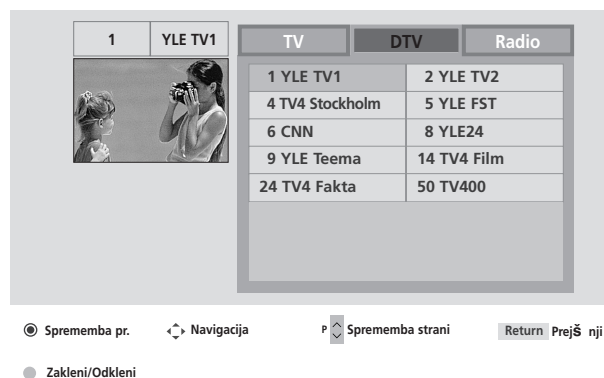 1 YLE TV1
TV DTV Radio
1 YLE TV1 2 YLE TV2
4 TV4 Stockholm 5 YLE FST
6 CNN 8 YLE24
9 YLE Teema 14 TV4 Film
24 TV4 Fakta 50 TV400
Sprememba pr. Navigacija P Sprememba strani Return Prejš nji
Zakleni/Odkleni